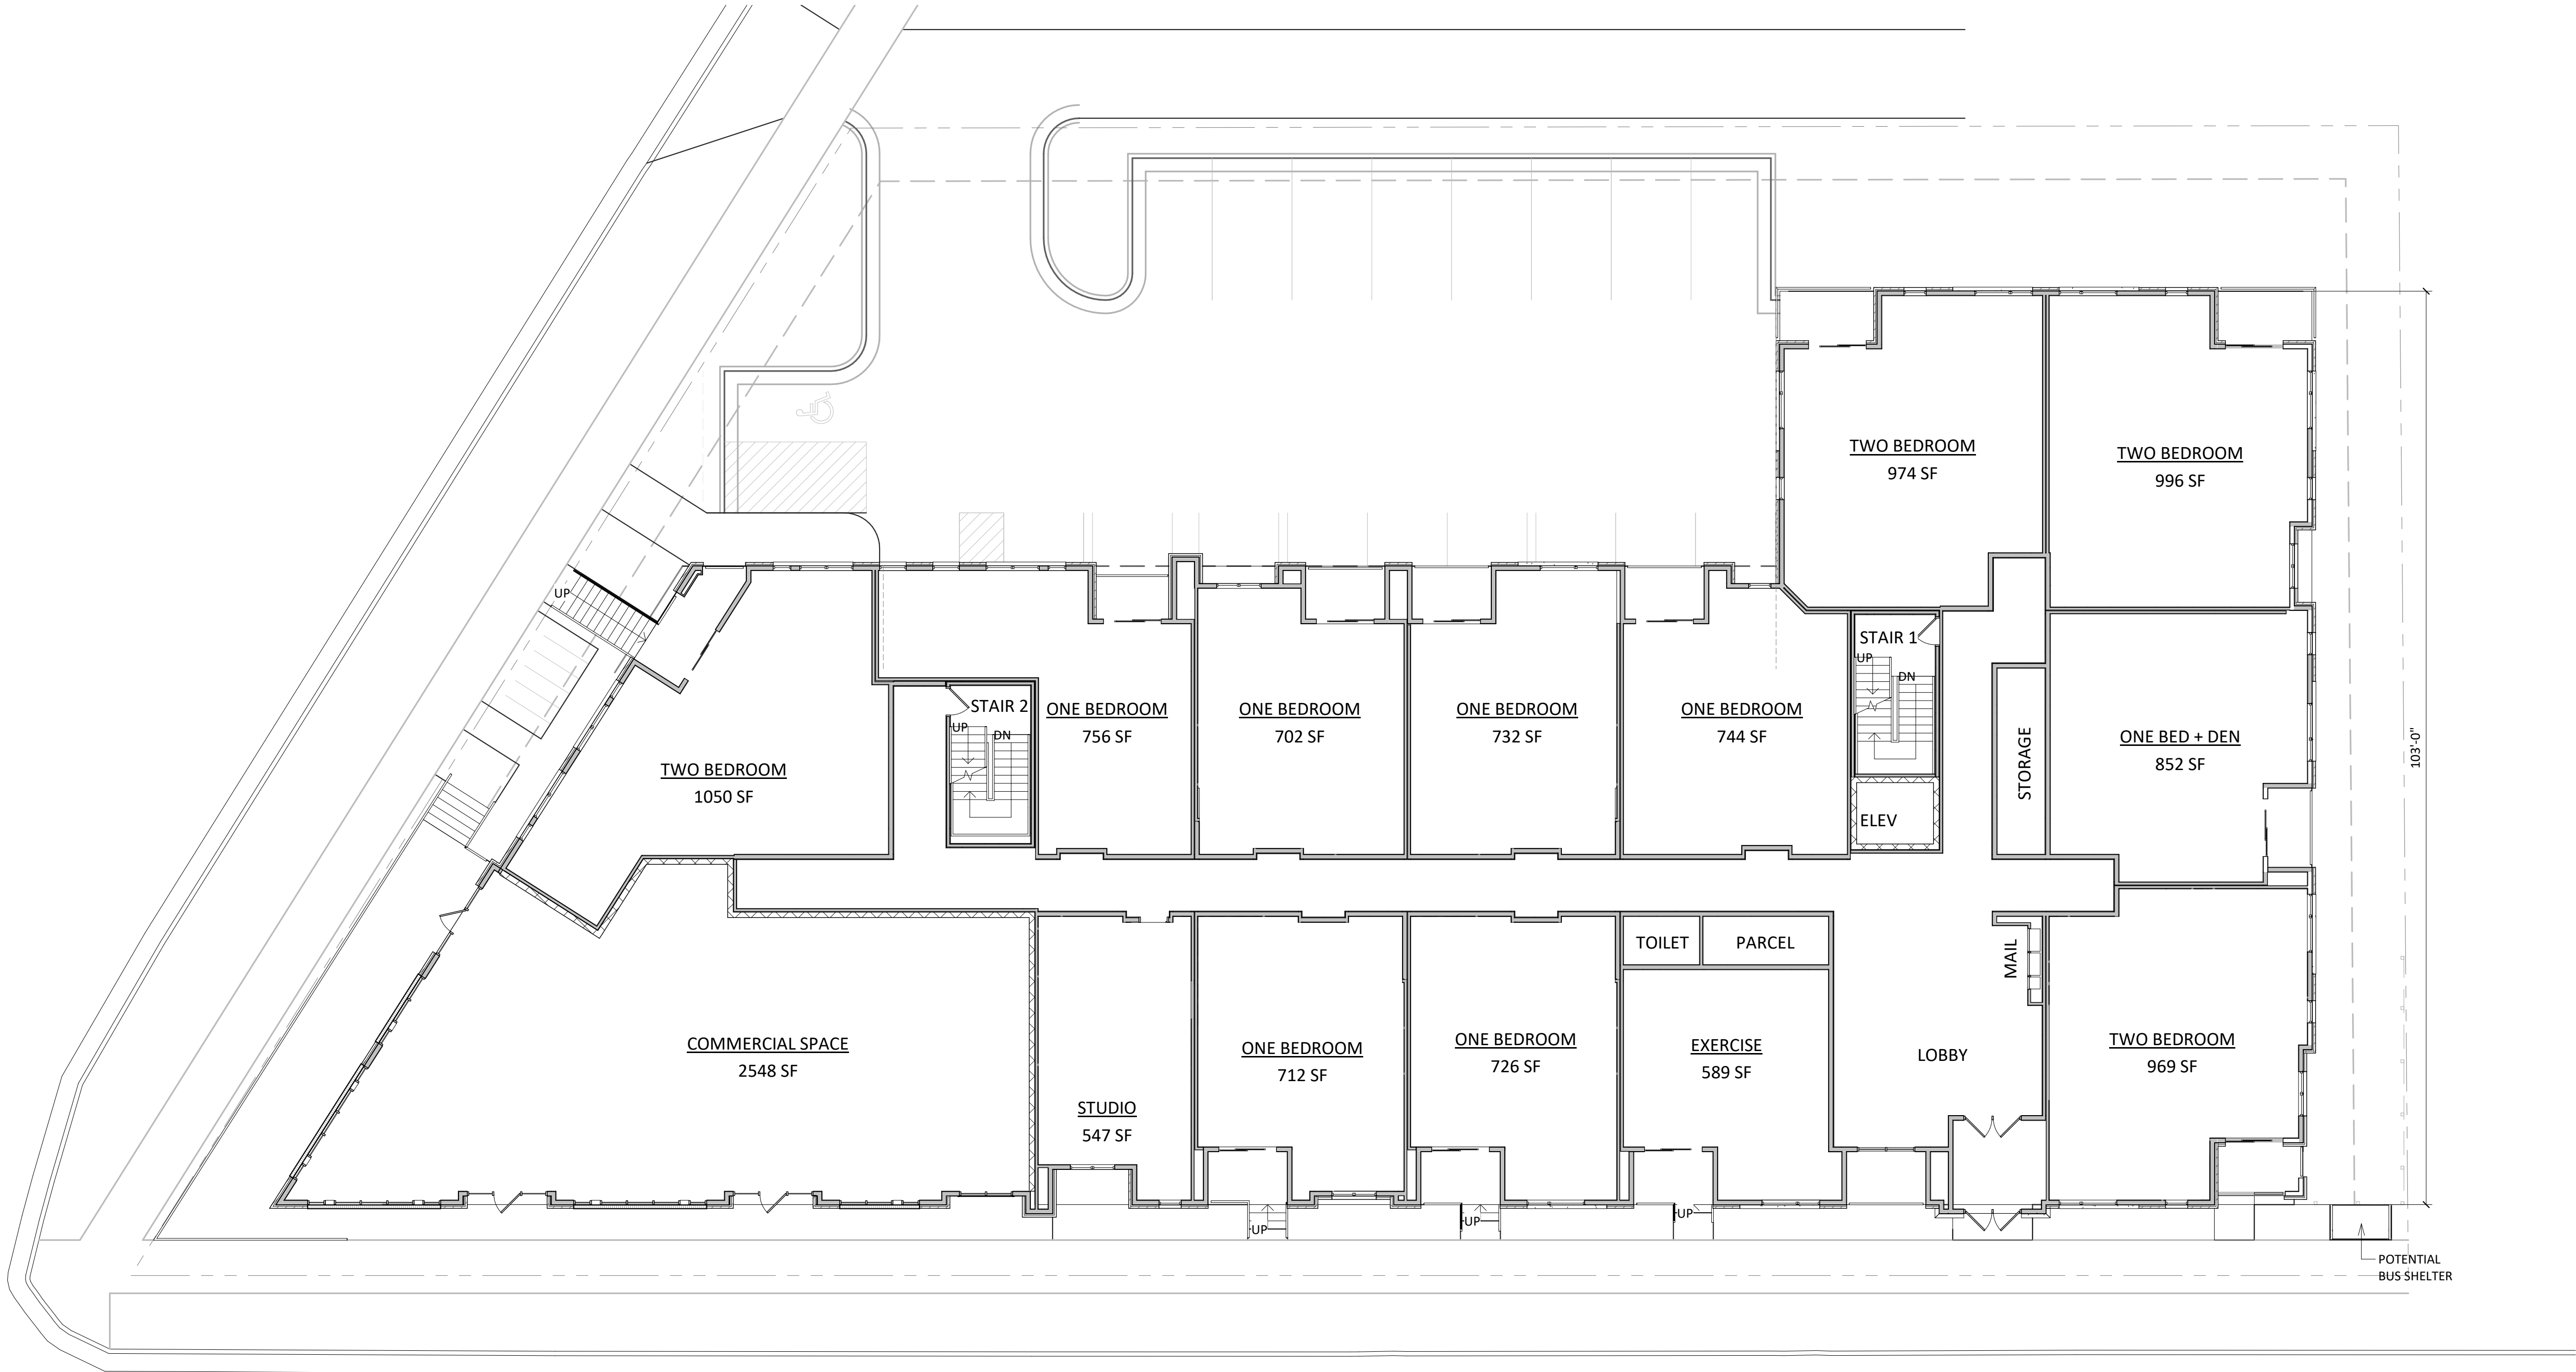 TWO BEDROOM
974 SF
TWO BEDROOM
996 SF
UP
STAIR 1
UP
DN
STAIR 2
UP
DN
ONE BEDROOM
756 SF
ONE BEDROOM
702 SF
ONE BEDROOM
732 SF
ONE BEDROOM
744 SF
STORAGE
ONE BED + DEN
852 SF
103'-0"
TWO BEDROOM
1050 SF
ELEV
TOILET
PARCEL
MAIL
COMMERCIAL SPACE
2548 SF
ONE BEDROOM
712 SF
ONE BEDROOM
726 SF
EXERCISE
589 SF
LOBBY
TWO BEDROOM
969 SF
STUDIO
547 SF
UP
UP
UP
POTENTIAL
BUS SHELTER